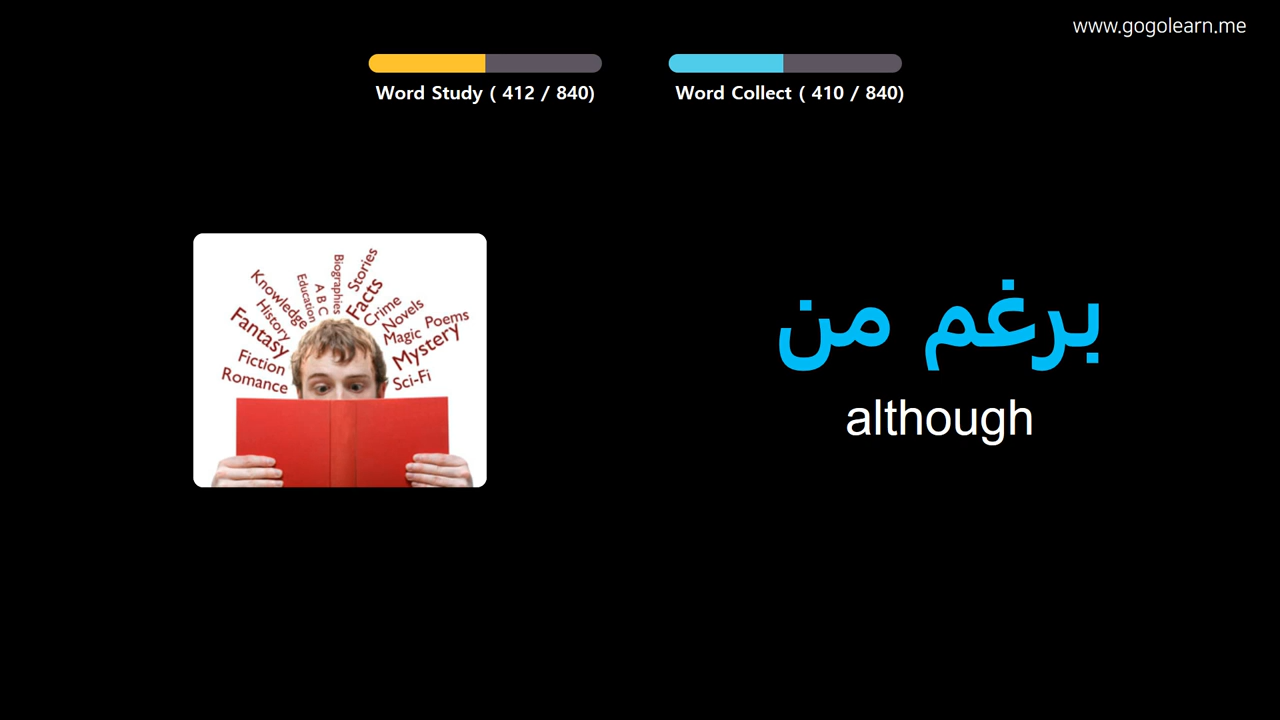 www.gogolearn.me
Word Study ( 412 / 840)
Word Collect ( 410 / 840)
Knowledge
History
Fantasy
Fiction
Romance
Education
A B C
Biographies
Stories
Facts
Crime
Novels
Magic
Poems
Mystery
Sci-Fi
برغم من
although